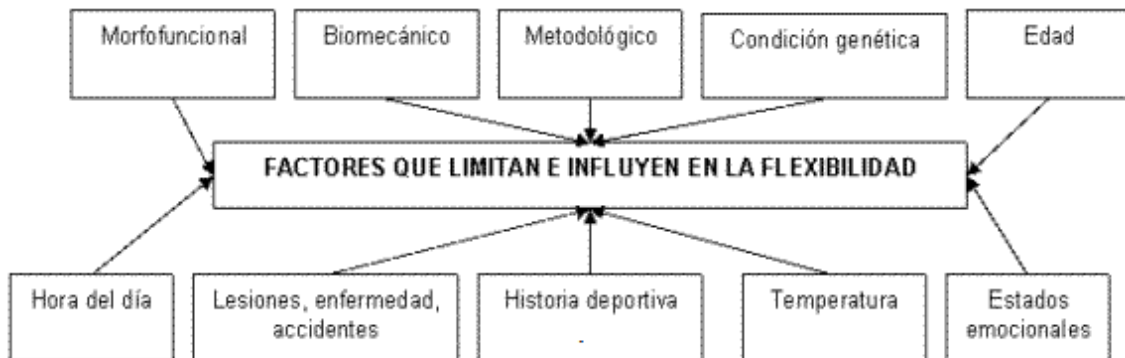 Morfofuncional
Biomecánico
Metodológico
Condición genética
Edad
FACTORES QUE LIMITAN E INFLUYEN EN LA FLEXIBILIDAD
Hora del día
Lesiones, enfermedad,
accidentes
Historia deportiva
Temperatura
Estados
emocionales